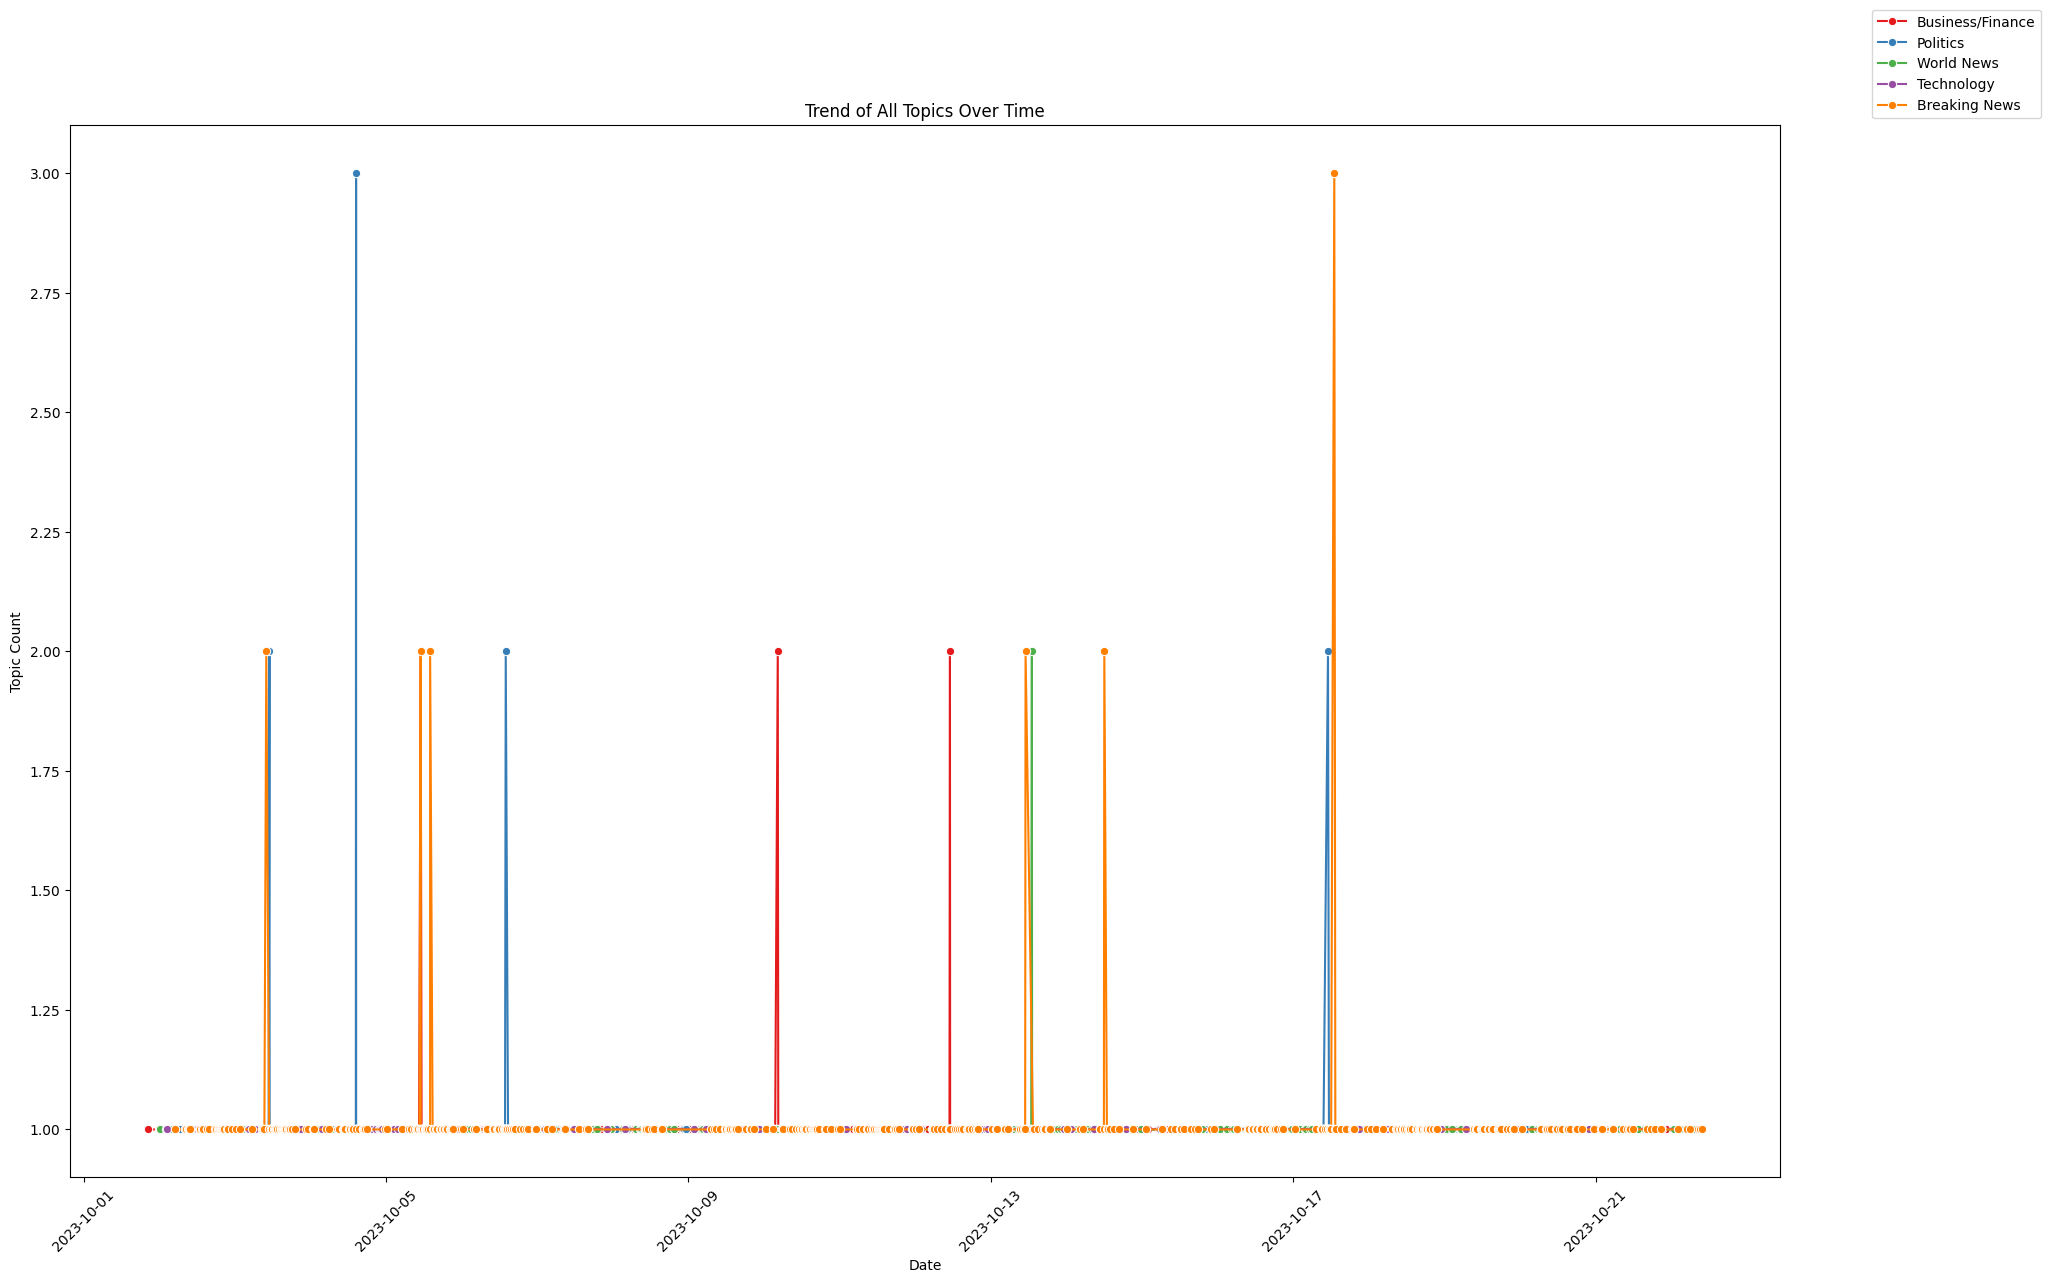 Business/Finance
Politics
World News
Technology
Breaking News
Trend of All Topics Over Time
3.00
2.75
2.50
2.25
2.00
1.75
1.50
1.25
1.00
Topic Count
2023-10-01
2023-10-05
2023-10-09
2023-10-13
2023-10-17
2023-10-21
Date